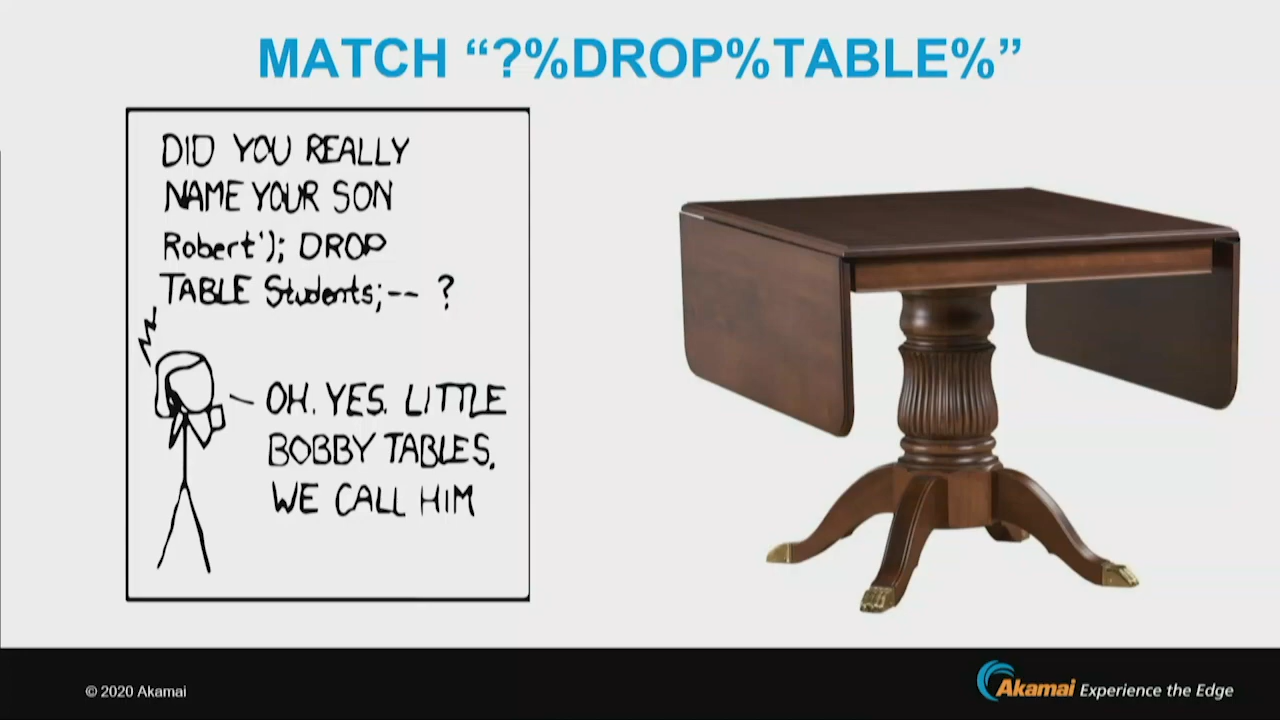 MATCH “?%DROP%TABLE%”
DID YOU REALLY
NAME YOUR SON
Robert'); DROP
TABLE Students;-- ?
OH. YES. LITTLE
BOBBY TABLES,
WE CALL HIM
© 2020 Akamai
Akamai Experience the Edge